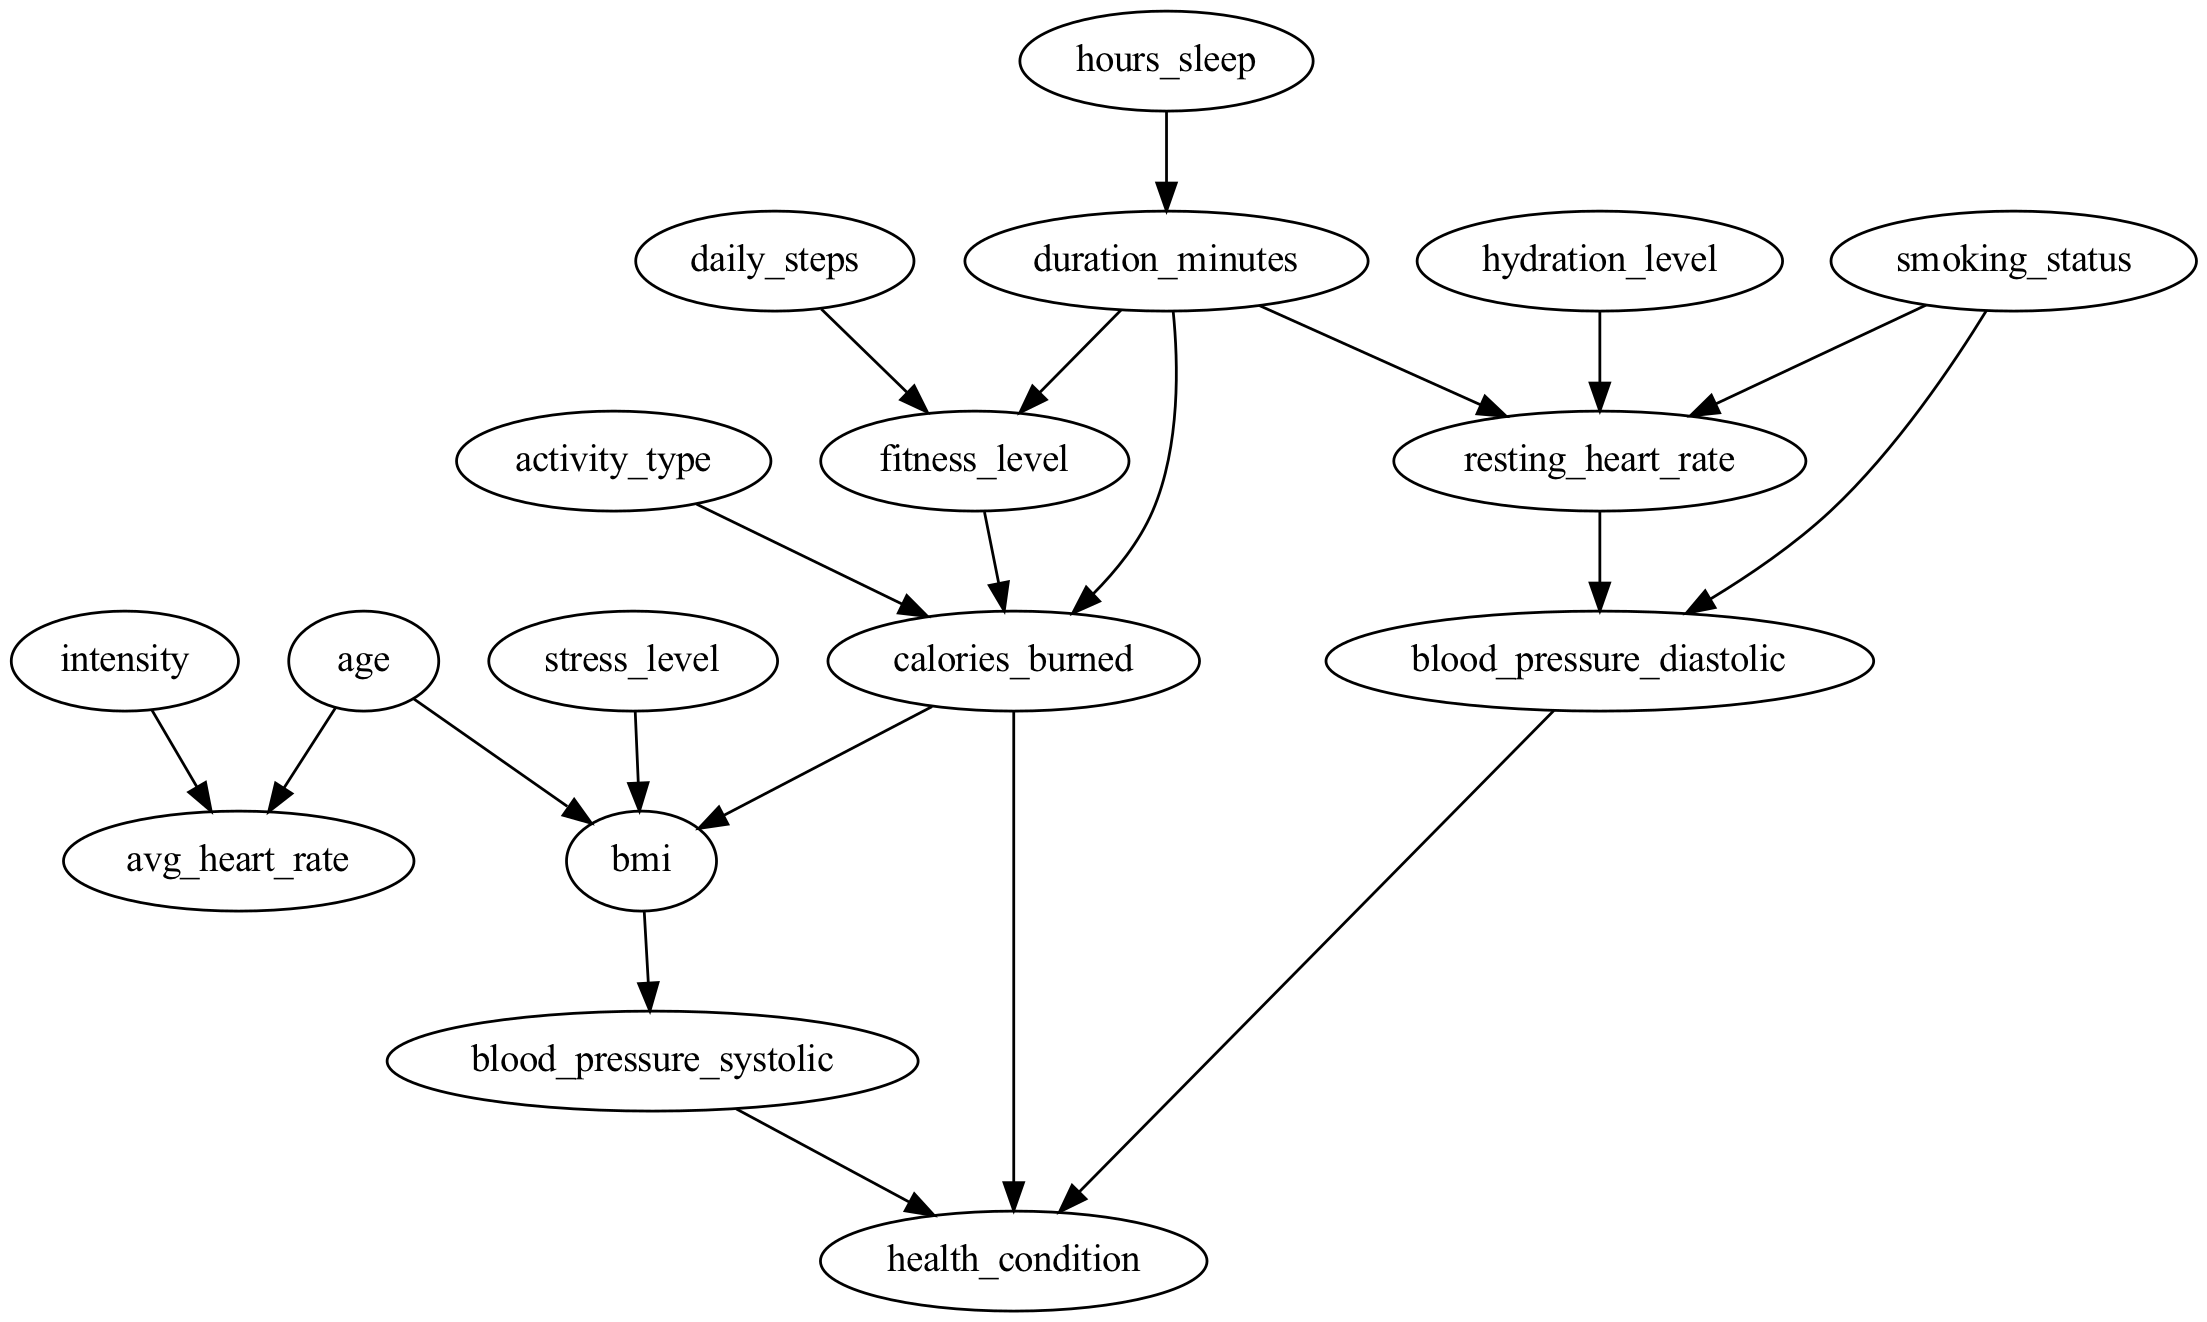 hours_sleep
daily_steps
duration_minutes
hydration_level
smoking_status
activity_type
fitness_level
resting_heart_rate
intensity
age
stress_level
calories_burned
blood_pressure_diastolic
avg_heart_rate
bmi
blood_pressure_systolic
health_condition